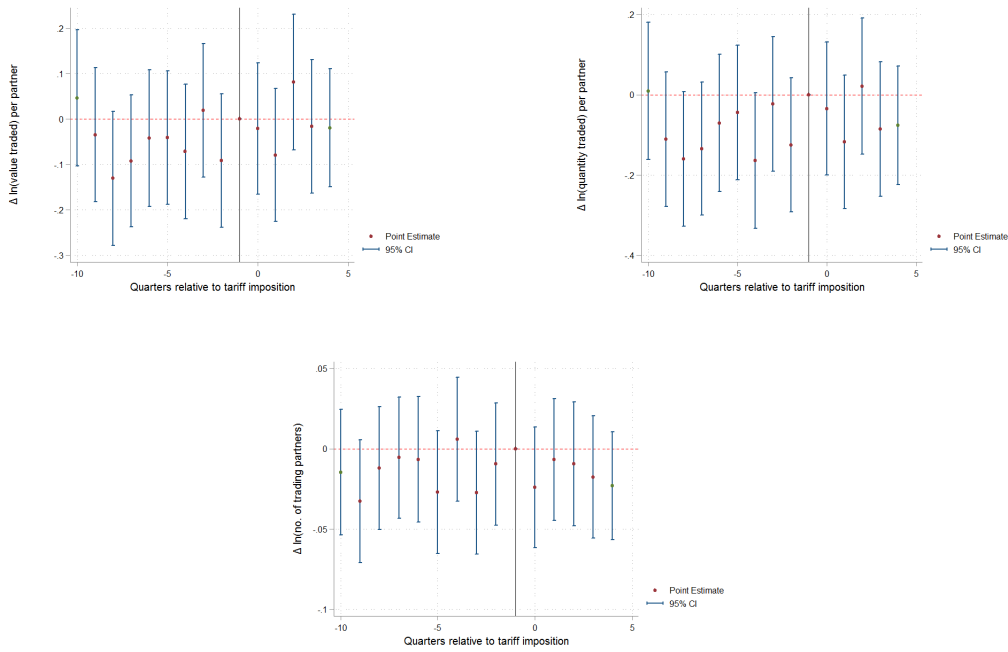 Δ ln(value traded) per partner
.2
.1
0
-.1
-.2
-.3
-10
-5
0
5
Quarters relative to tariff imposition
Point Estimate
95% CI
Δ ln(quantity traded) per partner
.2
0
-.2
-.4
-10
-5
0
5
Quarters relative to tariff imposition
Point Estimate
95% CI
Δ ln(no. of trading partners)
.05
0
-.05
-.1
-10
-5
0
5
Quarters relative to tariff imposition
Point Estimate
95% CI